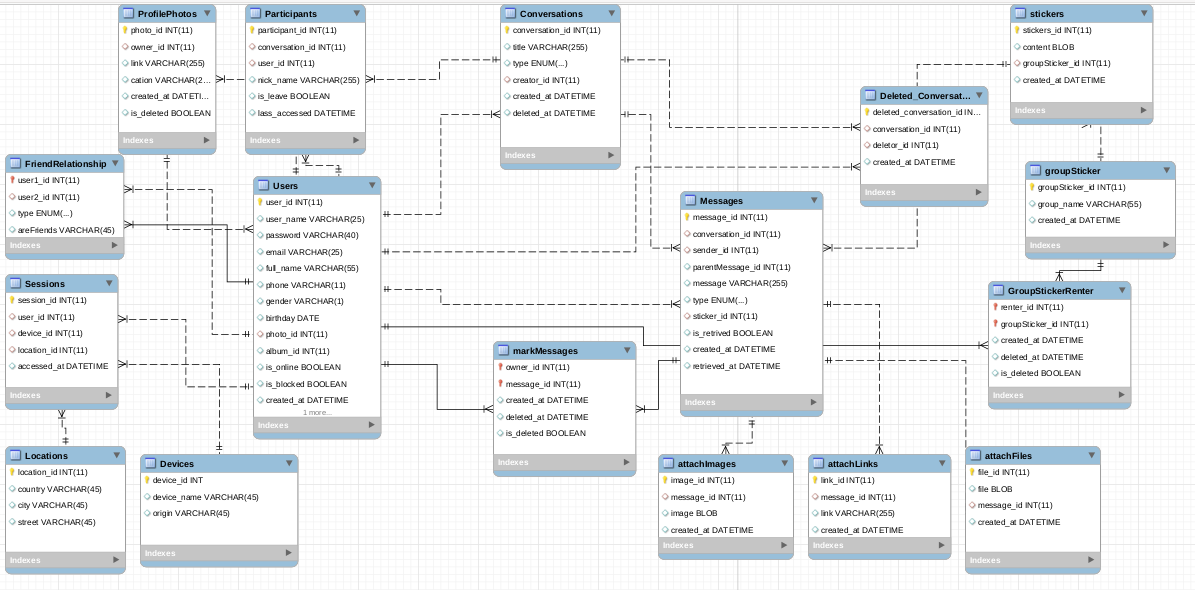 ProfilePhotos
photo_id INT(11)
owner_id INT(11)
link VARCHAR(255)
cation VARCHAR(2...
created_at DATETI...
is_deleted BOOLEAN
Indexes
Participants
participant_id INT(11)
conversation_id INT(11)
user_id INT(11)
nick_name VARCHAR(255)
is_leave BOOLEAN
lass_accessed DATETIME
Indexes
Conversations
conversation_id INT(11)
title VARCHAR(255)
type ENUM(...)
creator_id INT(11)
created_at DATETIME
deleted_at DATETIME
Indexes
stickers
stickers_id INT(11)
content BLOB
groupSticker_id INT(11)
created_at DATETIME
Indexes
Deleted_Conversat...
deleted_conversation_id IN...
conversation_id INT(11)
deletor_id INT(11)
created_at DATETIME
Indexes
FriendRelationship
user1_id INT(11)
user2_id INT(11)
type ENUM(...)
areFriends VARCHAR(45)
Indexes
Users
user_id INT(11)
user_name VARCHAR(25)
password VARCHAR(40)
email VARCHAR(25)
full_name VARCHAR(55)
phone VARCHAR(11)
gender VARCHAR(1)
birthday DATE
photo_id INT(11)
album_id INT(11)
is_online BOOLEAN
is_blocked BOOLEAN
created_at DATETIME
1 more...
Indexes
Messages
message_id INT(11)
conversation_id INT(11)
sender_id INT(11)
parentMessage_id INT(11)
message VARCHAR(255)
type ENUM(...)
sticker_id INT(11)
is_retrived BOOLEAN
created_at DATETIME
retrieved_at DATETIME
Indexes
groupSticker
groupSticker_id INT(11)
group_name VARCHAR(55)
created_at DATETIME
Indexes
Sessions
session_id INT(11)
user_id INT(11)
device_id INT(11)
location_id INT(11)
accessed_at DATETIME
Indexes
GroupStickerRenter
renter_id INT(11)
groupSticker_id INT(11)
created_at DATETIME
deleted_at DATETIME
is_deleted BOOLEAN
Indexes
markMessages
owner_id INT(11)
message_id INT(11)
created_at DATETIME
deleted_at DATETIME
is_deleted BOOLEAN
Indexes
Locations
location_id INT(11)
country VARCHAR(45)
city VARCHAR(45)
street VARCHAR(45)
Indexes
Devices
device_id INT
device_name VARCHAR(45)
origin VARCHAR(45)
Indexes
attachImages
image_id INT(11)
message_id INT(11)
image BLOB
created_at DATETIME
Indexes
attachLinks
link_id INT(11)
message_id INT(11)
link VARCHAR(255)
created_at DATETIME
Indexes
attachFiles
file_id INT(11)
file BLOB
message_id INT(11)
created_at DATETIME
Indexes